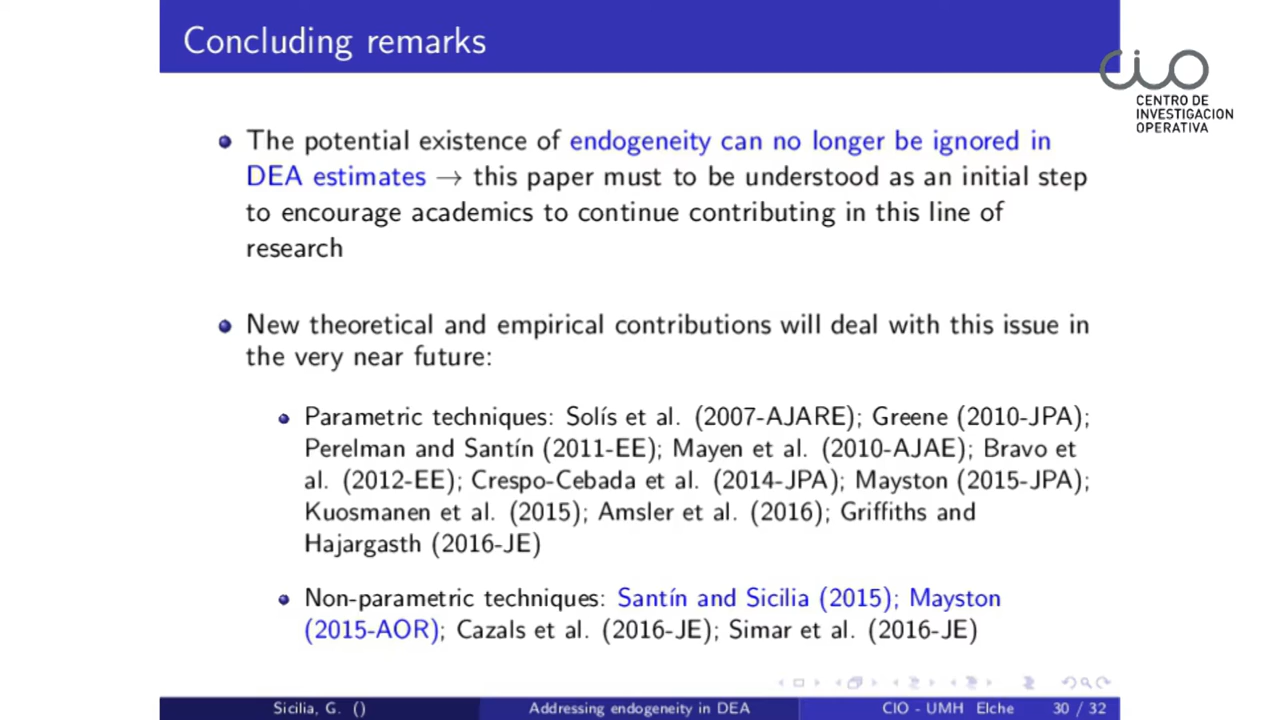 Concluding remarks
CIO
CENTRO DE
INVESTIGACION
OPERATIVA
The potential existence of endogeneity can no longer be ignored in
DEA estimates → this paper must to be understood as an initial step
to encourage academics to continue contributing in this line of
research
New theoretical and empirical contributions will deal with this issue in
the very near future:
Parametric techniques: Solís et al. (2007-AJARE); Greene (2010-JPA);
Perelman and Santín (2011-EE); Mayen et al. (2010-AJAE); Bravo et
al. (2012-EE); Crespo-Cebada et al. (2014-JPA); Mayston (2015-JPA);
Kuosmanen et al. (2015); Amsler et al. (2016); Griffiths and
Hajargasth (2016-JE)
Non-parametric techniques: Santín and Sicilia (2015); Mayston
(2015-AOR); Cazals et al. (2016-JE); Simar et al. (2016-JE)
Sicilia, G. () Addressing endogeneity in DEA CIO - UMH Elche 30 / 32